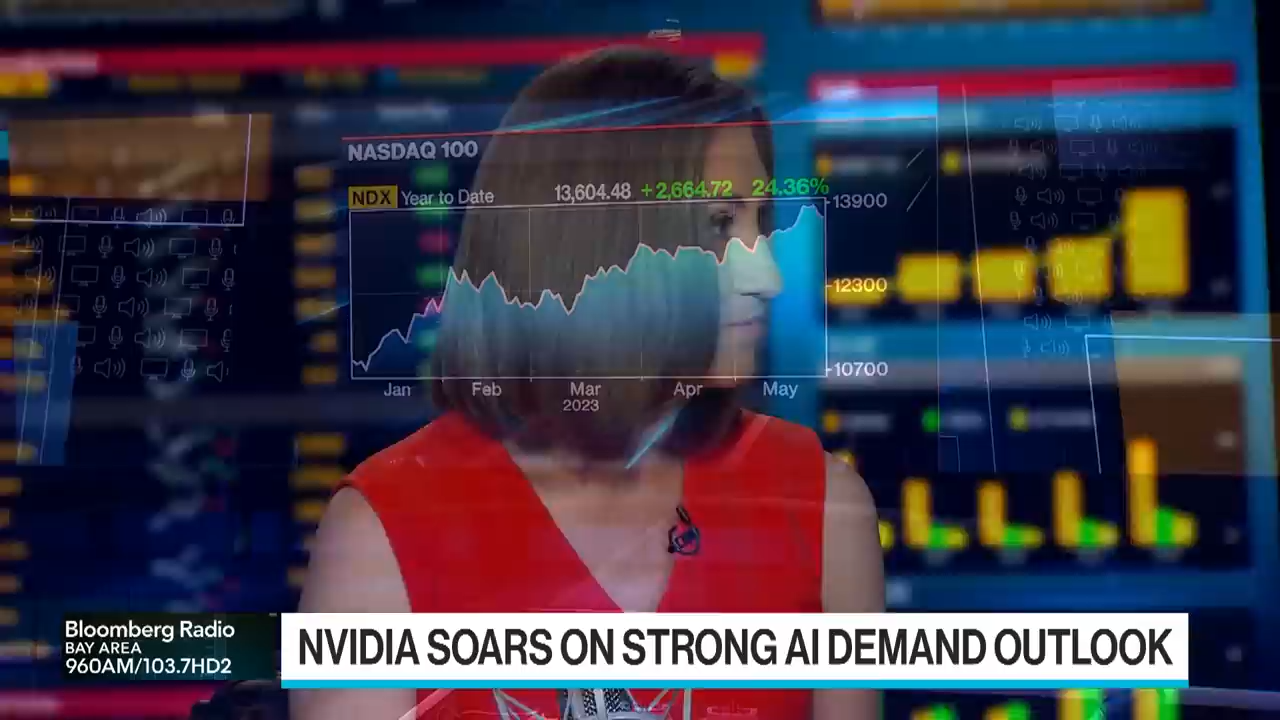 NASDAQ 100
NDX Year to Date 13,604.48 +2,664.72 24.36%
13900
12300
10700
Jan Feb Mar Apr May
2023
Bloomberg Radio
BAY AREA
960AM/103.7HD2
NVIDIA SOARS ON STRONG AI DEMAND OUTLOOK